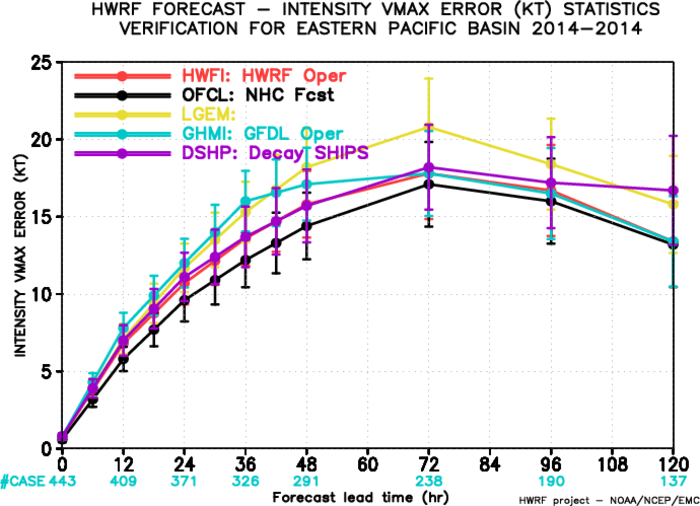 HWRF FORECAST – INTENSITY VMAX ERROR (KT) STATISTICS
VERIFICATION FOR EASTERN PACIFIC BASIN 2014–2014
HWFI: HWRF Oper
OFCL: NHC Fcst
LGEM:
GHMI: GFDL Oper
DSHP: Decay SHIPS
INTENSITY VMAX ERROR (KT)
25
20
15
10
5
0
0 12 24 36 48 60 72 84 96 108 120
#CASE 443 409 371 326 291 238 190 137
Forecast lead time (hr)
HWRF project – NOAA/NCEP/EMC